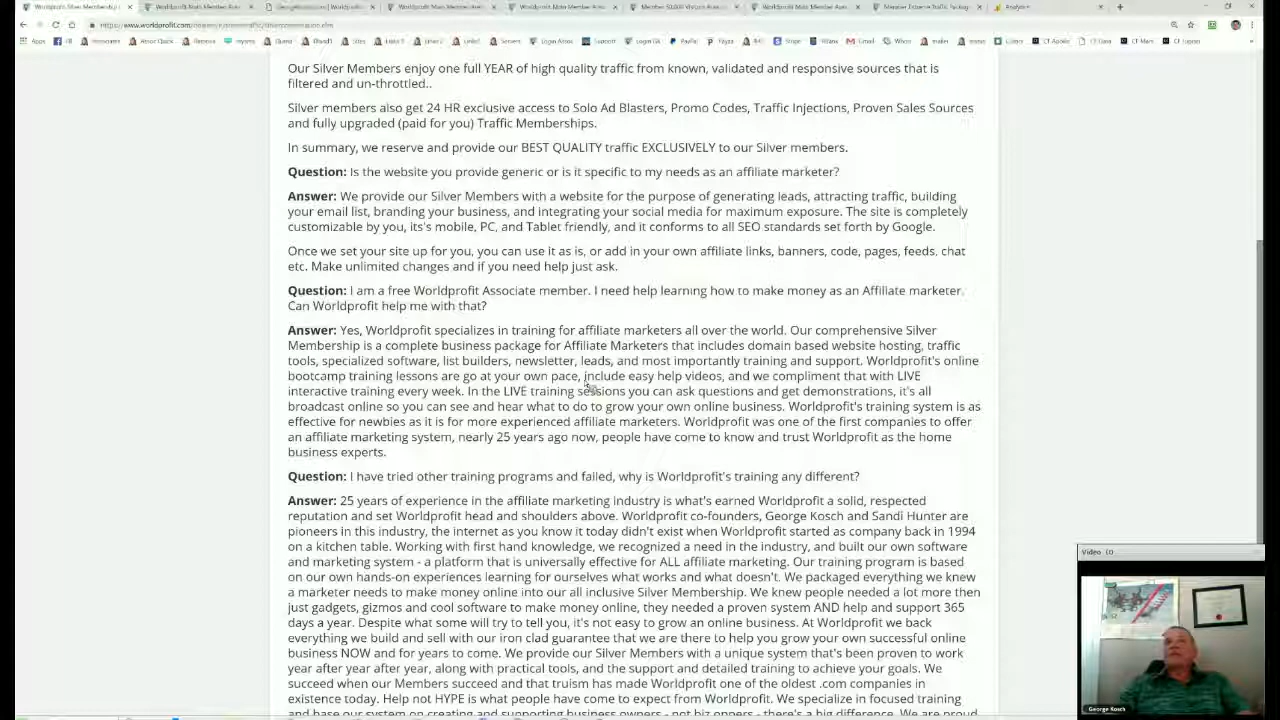 https://www.worldprofit.com/
Apps
Support
PayPal
Gmail
Our Silver Members enjoy one full YEAR of high quality traffic from known, validated and responsive sources that is
filtered and un-throttled..
Silver members also get 24 HR exclusive access to Solo Ad Blasters, Promo Codes, Traffic Injections, Proven Sales Sources
and fully upgraded (paid for you) Traffic Memberships.
In summary, we reserve and provide our BEST QUALITY traffic EXCLUSIVELY to our Silver members.
Question: Is the website you provide generic or is it specific to my needs as an affiliate marketer?
Answer: We provide our Silver Members with a website for the purpose of generating leads, attracting traffic, building
your email list, branding your business, and integrating your social media for maximum exposure. The site is completely
customizable by you, its's mobile, PC, and Tablet friendly, and it conforms to all SEO standards set forth by Google.
Once we set your site up for you, you can use it as is, or add in your own affiliate links, banners, code, pages, feeds, chat
etc. Make unlimited changes and if you need help just ask.
Question: I am a free Worldprofit Associate member. I need help learning how to make money as an Affiliate marketer.
Can Worldprofit help me with that?
Answer: Yes, Worldprofit specializes in training for affiliate marketers all over the world. Our comprehensive Silver
Membership is a complete business package for Affiliate Marketers that includes domain based website hosting, traffic
tools, specialized software, list builders, newsletter, leads, and most importantly training and support. Worldprofit's online
bootcamp training lessons are go at your own pace, include easy help videos, and we compliment that with LIVE
interactive training every week. In the LIVE training sessions you can ask questions and get demonstrations, it's all
broadcast online so you can see and hear what to do to grow your own online business. Worldprofit's training system is as
effective for newbies as it is for more experienced affiliate marketers. Worldprofit was one of the first companies to offer
an affiliate marketing system, nearly 25 years ago now, people have come to know and trust Worldprofit as the home
business experts.
Question: I have tried other training programs and failed, why is Worldprofit's training any different?
Answer: 25 years of experience in the affiliate marketing industry is what's earned Worldprofit a solid, respected
reputation and set Worldprofit head and shoulders above. Worldprofit co-founders, George Kosch and Sandi Hunter are
pioneers in this industry, the internet as you know it today didn't exist when Worldprofit started as company back in 1994
on a kitchen table. Working with first hand knowledge, we recognized a need in the industry, and built our own software
and marketing system - a platform that is universally effective for ALL affiliate marketing. Our training program is based
on our own hands-on experiences learning for ourselves what works and what doesn't. We packaged everything we knew
a marketer needs to make money online into our all inclusive Silver Membership. We knew people needed a lot more then
just gadgets, gizmos and cool software to make money online, they needed a proven system AND help and support 365
days a year. Despite what some will try to tell you, it's not easy to grow an online business. At Worldprofit we back
everything we build and sell with our iron clad guarantee that we are there to help you grow your own successful online
business NOW and for years to come. We provide our Silver Members with a unique system that's been proven to work
year after year after year, along with practical tools, and the support and detailed training to achieve your goals. We
succeed when our Members succeed and that truism has made Worldprofit one of the oldest .com companies in
existence today. Help not HYPE is what people have come to expect from Worldprofit. We specialize in focused training
and base our system on creating and supporting business owners - not biz oppers - there's a big difference. We are proud
Video
George Kosch